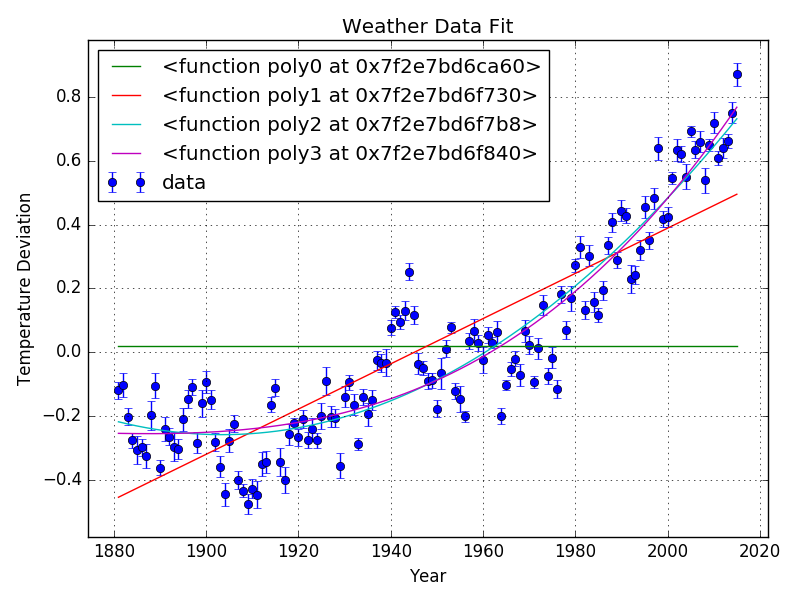 Weather Data Fit
<function poly0 at 0x7f2e7bd6ca60>
<function poly1 at 0x7f2e7bd6f730>
<function poly2 at 0x7f2e7bd6f7b8>
<function poly3 at 0x7f2e7bd6f840>
data
Temperature Deviation
0.8
0.6
0.4
0.2
0.0
−0.2
−0.4
1880 1900 1920 1940 1960 1980 2000 2020
Year